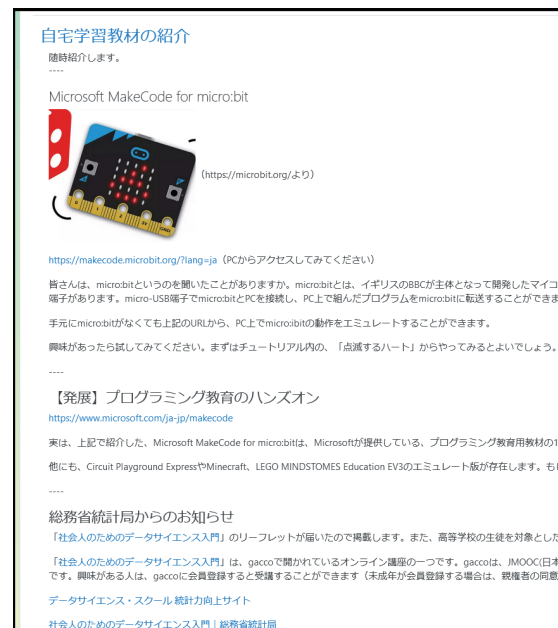 自宅学習教材の紹介
随時紹介します。
----
Microsoft MakeCode for micro:bit
(https://microbit.org/より)
https://makecode.microbit.org/?lang=ja（PCからアクセスしてみてください）
皆さんは、micro:bitというのを聞いたことがありますか。micro:bitとは、イギリスのBBCが主体となって開発したマイコ
端子があります。micro-USB端子でmicro:bitとPCを接続し、PC上で組んだプログラムをmicro:bitに転送することができま
手元にmicro:bitがなくても上記のURLから、PC上でmicro:ibitの動作をエミュレートすることができます。
興味があったら試してみてください。まずはチュートリアル内の、「点滅するハート」からやってみるとよいでしょう。
----
【発展】プログラミング教育のハンズオン
https://www.microsoft.com/ja-jp/makecode
実は、上記で紹介した、Microsoft MakeCode for micro:bitは、Microsoftが提供している、プログラミング教育用教材の1
他にも、Circuit Playground ExpressやMinecraft、LEGO MINDSTOMES Education EV3のエミュレート版が存在します。も
----
総務省統計局からのお知らせ
「社会人のためのデータサイエンス入門」のリーフレットが届いたので掲載します。また、高等学校の生徒を対象とした
「社会人のためのデータサイエンス入門」は、gaccoで開かれているオンライン講座の一つです。gaccoは、JMOOC(日本
です。興味がある人は、gaccoに会員登録すると受講することができます（未成年が会員登録する場合は、親権者の同意
データサイエンス・スクール 統計力向上サイト
社会人のためのデータサイエンス入門｜総務省統計局